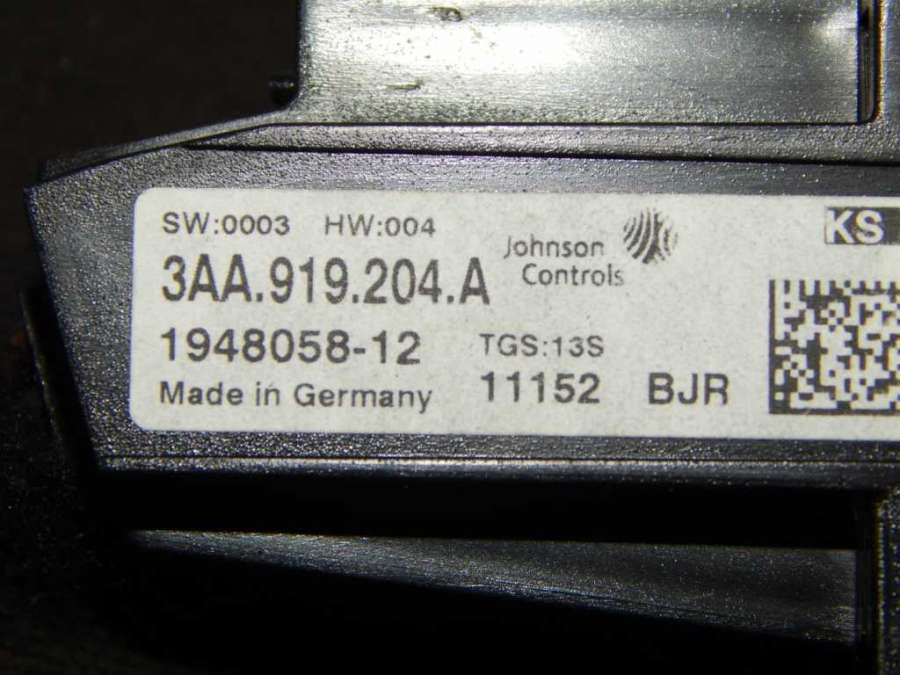 SW:0003 HW:004
Johnson
Controls
KS
3AA.919.204.A
1948058-12 TGS:13S
Made in Germany 11152 BJR